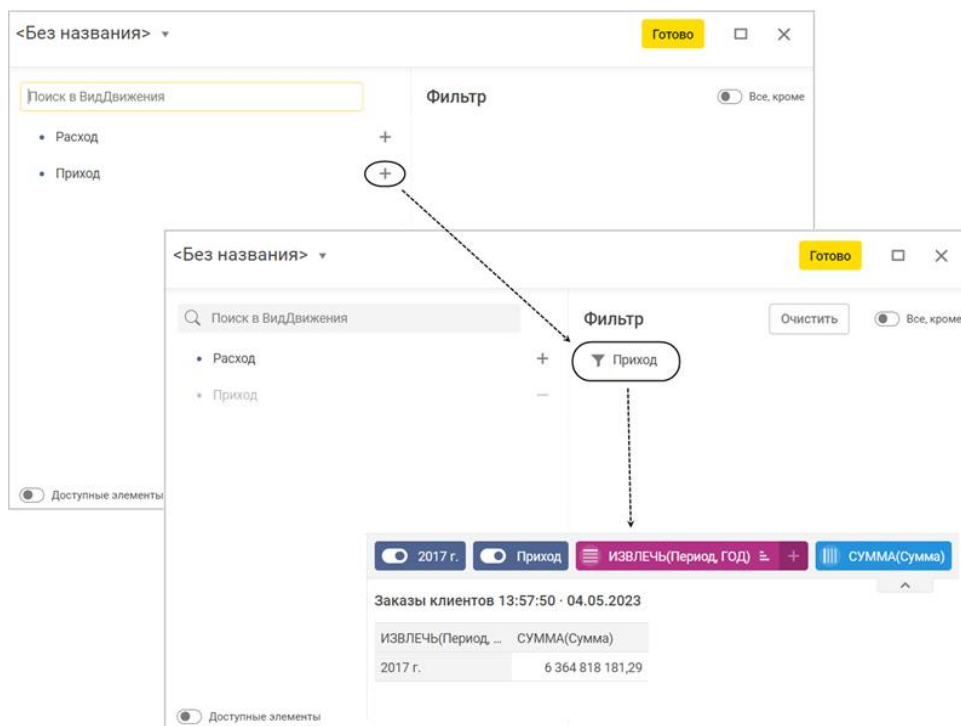 <Без названия>
Готово
Поиск в ВидДвижения
Фильтр
Все, кроме
Расход
Приход
Доступные элементы
<Без названия>
Готово
Поиск в ВидДвижения
Фильтр
Очистить
Все, кроме
Расход
Приход
Приход
2017 г.
Приход
ИЗВЛЕЧЬ(Период, ГОД)
СУММА(Сумма)
Заказы клиентов 13:57:50 · 04.05.2023
ИЗВЛЕЧЬ(Период, ... СУММА(Сумма)
2017 г. 6 364 818 181,29
Доступные элементы